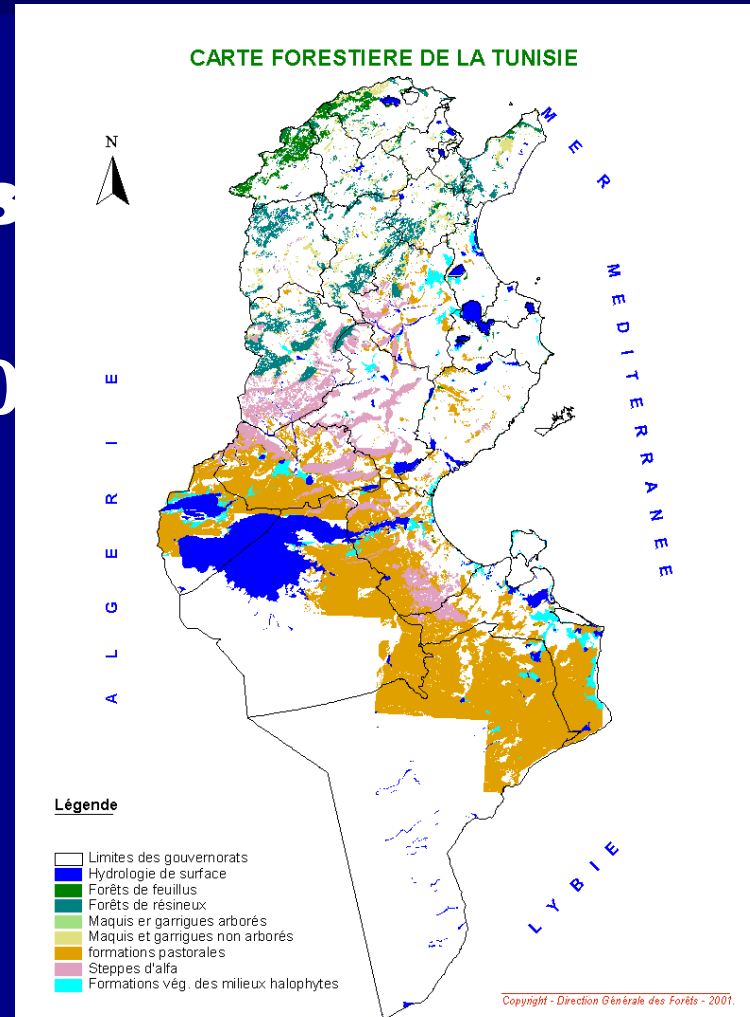 CARTE FORESTIERE DE LA TUNISIE
N
MER MEDITERRANEE
ALGERIE
LYBIE
Légende
Limites des gouvernorats
Hydrologie de surface
Forêts de feuillus
Forêts de résineux
Maquis er garrigues arborés
Maquis et garrigues non arborés
formations pastorales
Steppes d'alfa
Formations vég. des milieux halophytes
Copyright - Direction Générale des Forêts - 2001.